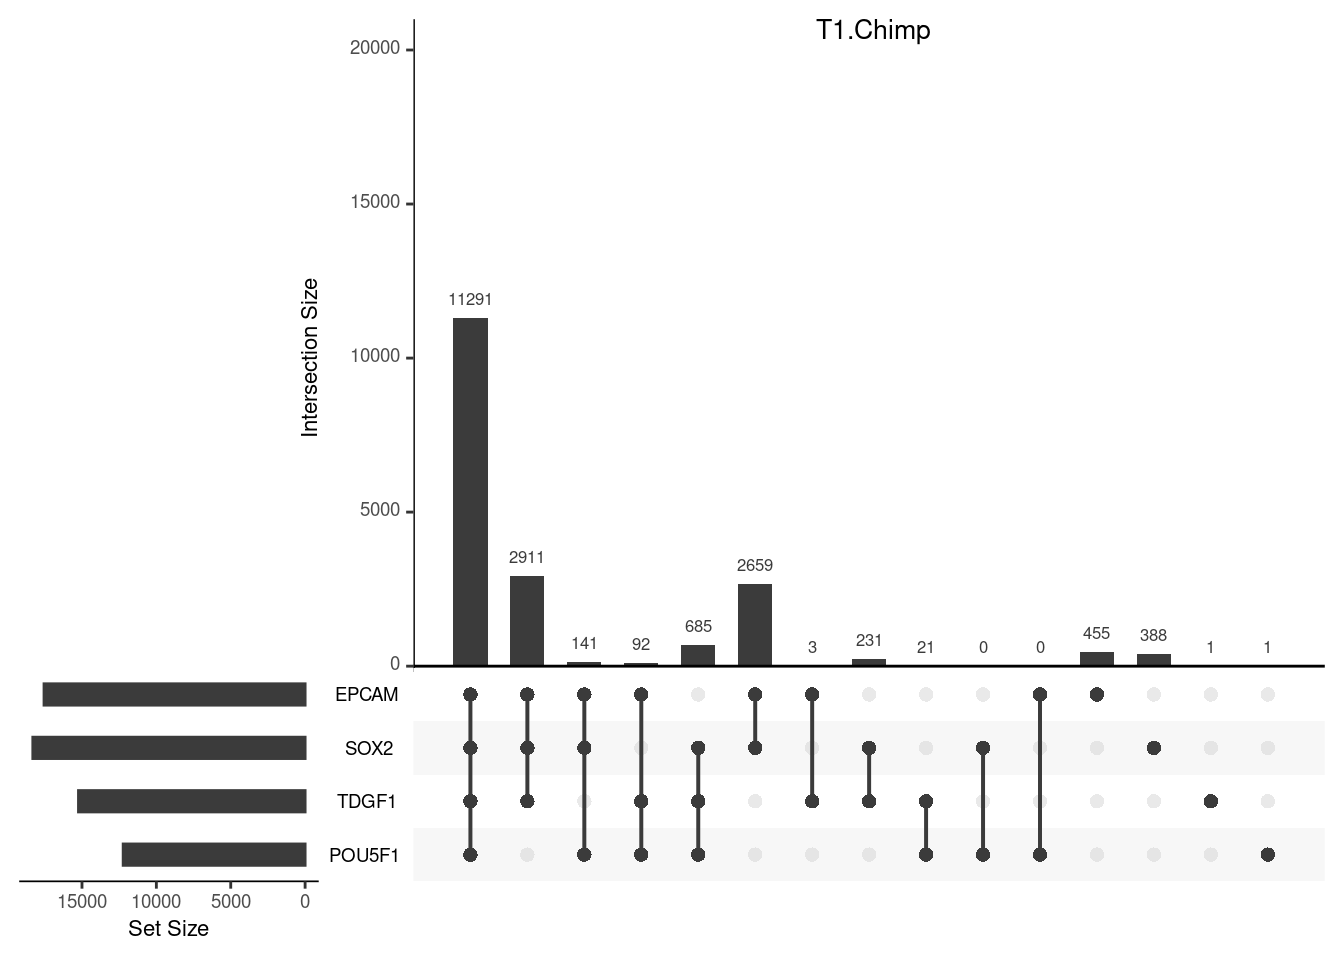 T1.Chimp
20000
15000
10000
5000
0
Intersection Size
11291
2911
141
92
685
2659
3
231
21
0
0
455
388
1
1
EPCAM
SOX2
TDGF1
POU5F1
15000 10000 5000 0
Set Size